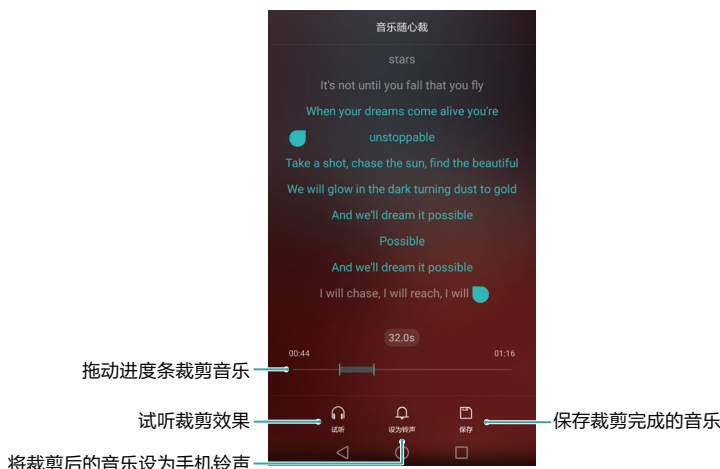 音乐随心裁
stars
It's not until you fall that you fly
When your dreams come alive you're
unstoppable
Take a shot, chase the sun, find the beautiful
We will glow in the dark turning dust to gold
And we'll dream it possible
Possible
And we'll dream it possible
I will chase, I will reach, I will
32.0s
00:44
01:16
拖动进度条裁剪音乐
试听裁剪效果
试听
设为铃声
保存
保存裁剪完成的音乐
将裁剪后的音乐设为手机铃声